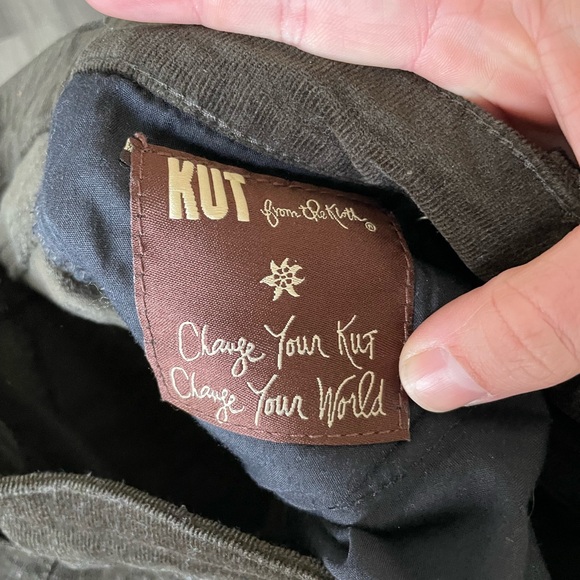 KUT from the Kloth®
Change Your Kut
Change Your World